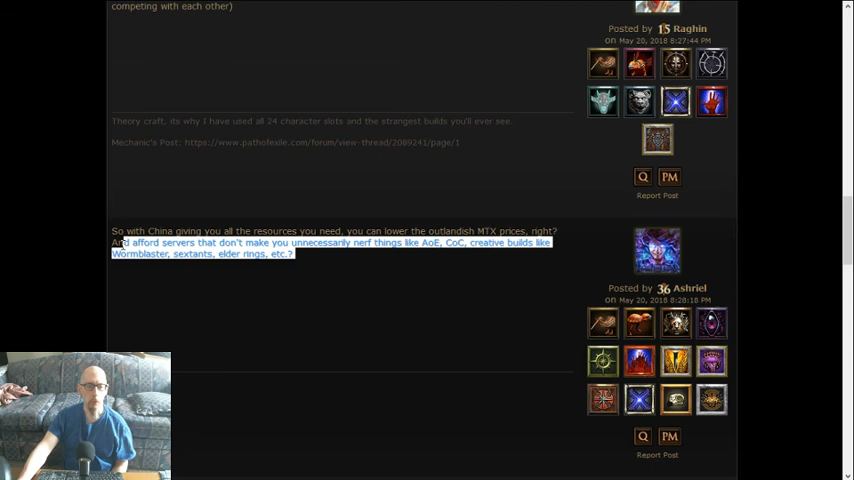 competing with each other)
Posted by 15 Raghin
on May 20, 2018 8:27:44 PM
Theory craft, its why I have used all 24 character slots and the strangest builds you'll ever see.
Mechanic's Post: https://www.pathofexile.com/forum/view-thread/2089241/page/1
Q PM
Report Post
So with China giving you all the resources you need, you can lower the outlandish MTX prices, right?
And afford servers that don't make you unnecessarily nerf things like AoE, CoC, creative builds like
Wormblaster, sextants, elder rings, etc.?
Posted by 36 Ashriel
on May 20, 2018 8:28:18 PM
Q PM
Report Post